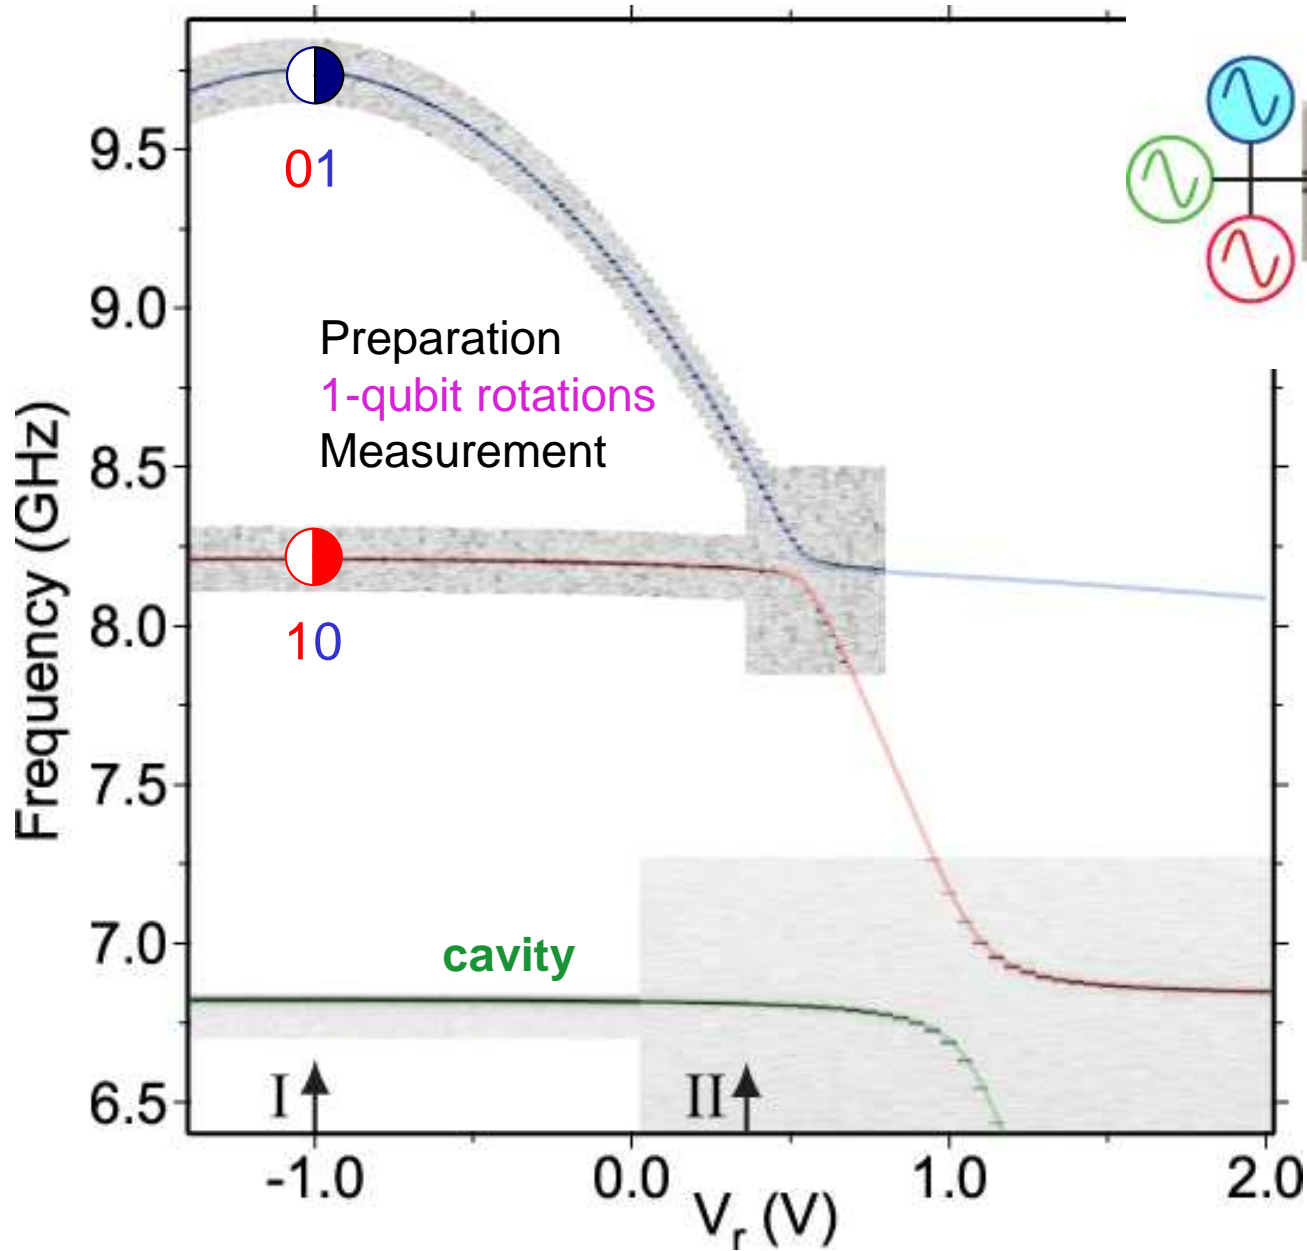 01
9.5
9.0
Preparation
1-qubit rotations
Measurement
8.5
8.0
10
7.5
7.0
cavity
6.5
I
II
-1.0
0.0
1.0
2.0
Frequency (GHz)
Vr (V)